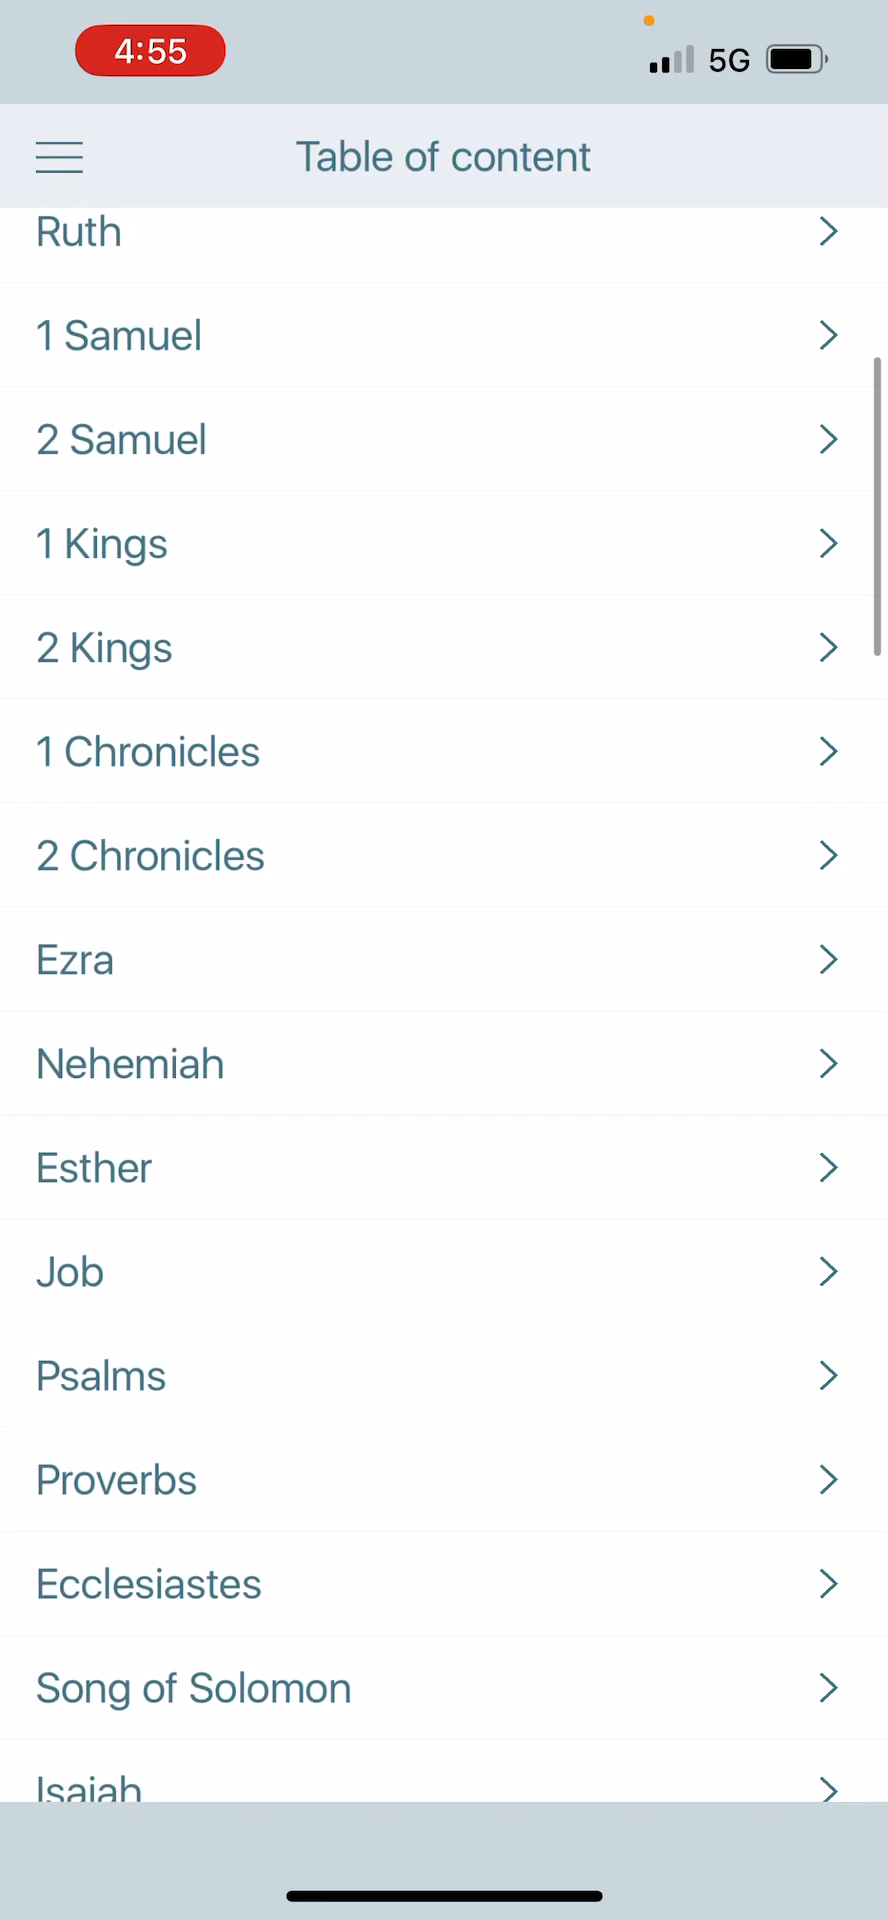 4:55
5G
Table of content
Ruth
1 Samuel
2 Samuel
1 Kings
2 Kings
1 Chronicles
2 Chronicles
Ezra
Nehemiah
Esther
Job
Psalms
Proverbs
Ecclesiastes
Song of Solomon
Isaiah